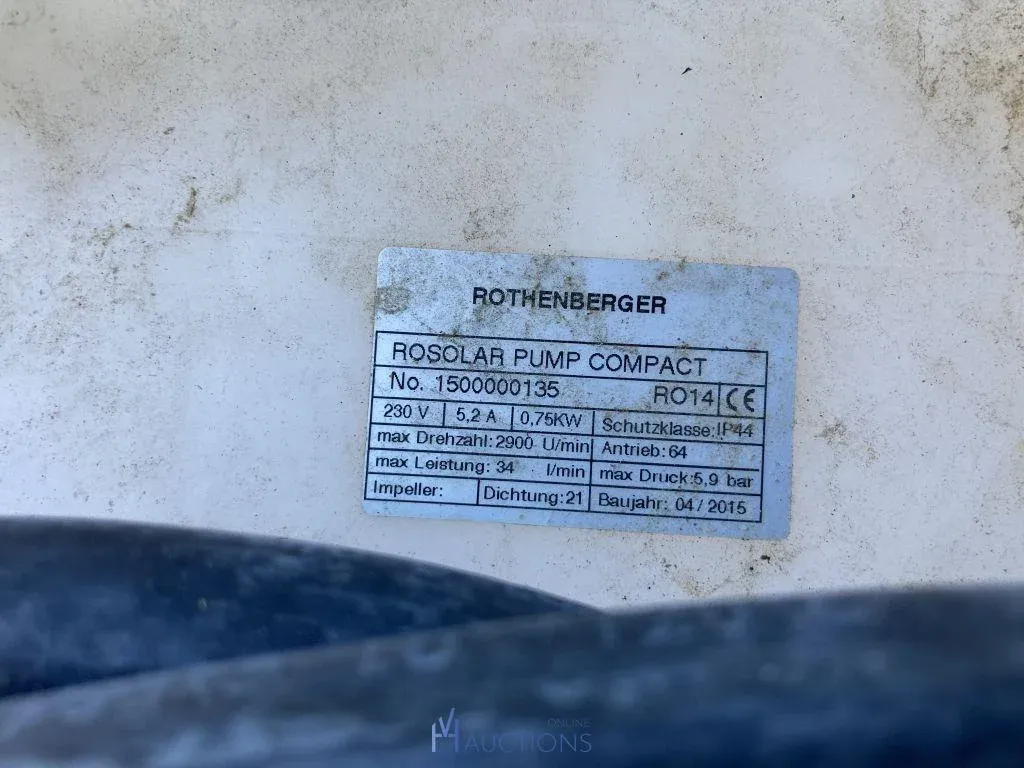 ROTHENBERGER
ROSOLAR PUMP COMPACT
No. 1500000135 RO14 CE
230 V 5,2 A 0,75KW Schutzklasse:IP44
max Drehzahl:2900 U/min Antrieb:64
max Leistung: 34 l/min max Druck:5,9 bar
Impeller: Dichtung:21 Baujahr: 04/2015
VH ONLINE
AUCTIONS